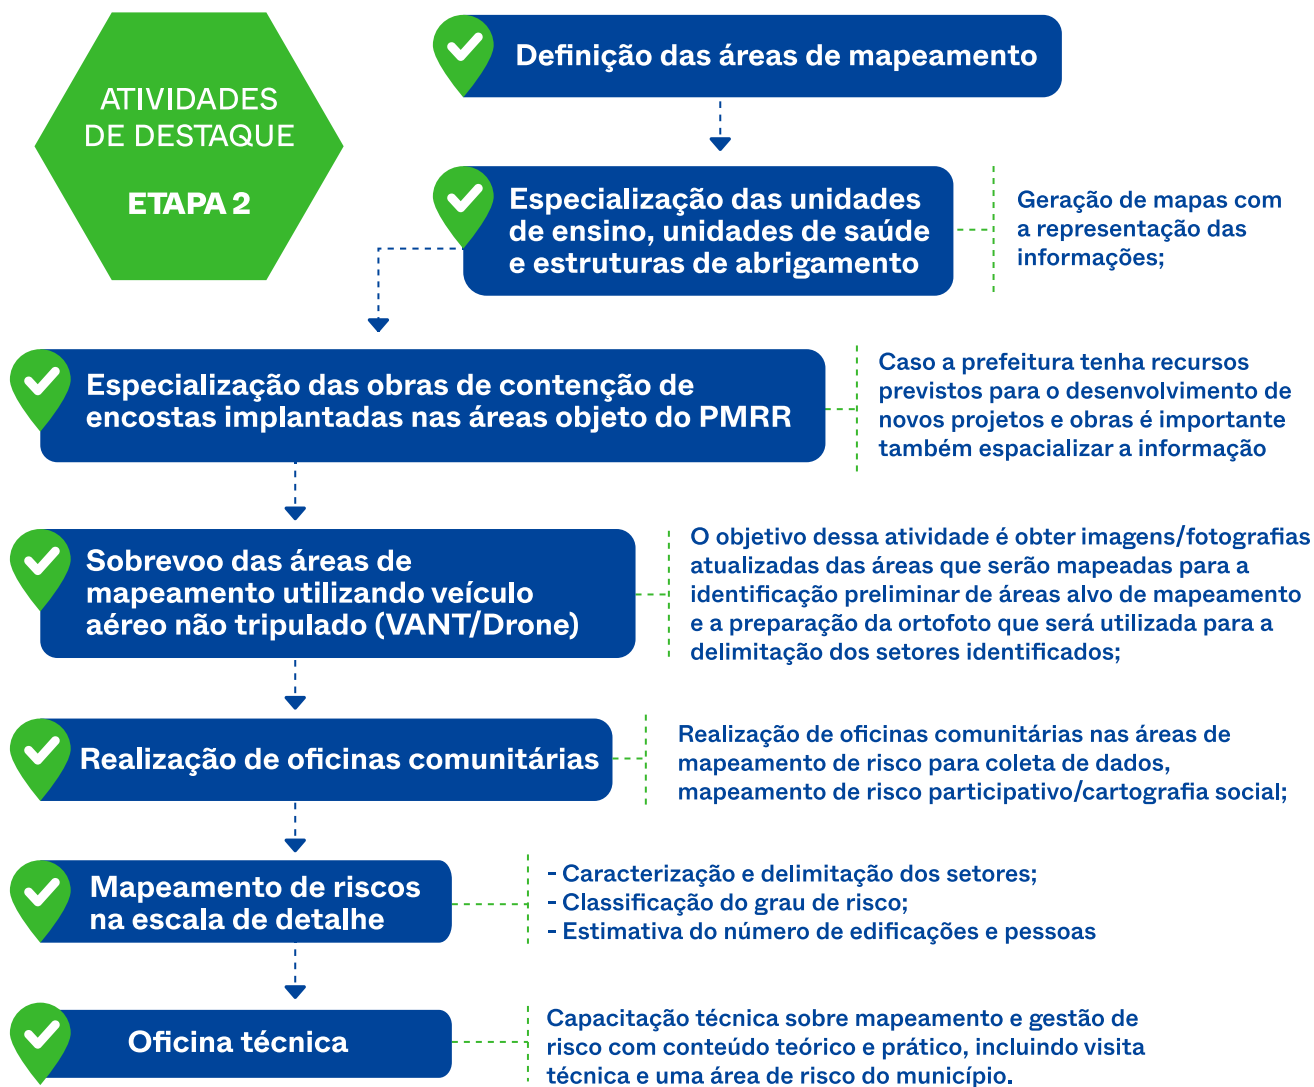 ATIVIDADES
DE DESTAQUE
ETAPA 2
Definição das áreas de mapeamento
Especialização das unidades
de ensino, unidades de saúde
e estruturas de abrigamento
Geração de mapas com
a representação das
informações;
Especialização das obras de contenção de
encostas implantadas nas áreas objeto do PMRR
Caso a prefeitura tenha recursos
previstos para o desenvolvimento de
novos projetos e obras é importante
também espacializar a informação
Sobrevoo das áreas de
mapeamento utilizando veículo
aéreo não tripulado (VANT/Drone)
O objetivo dessa atividade é obter imagens/fotografias
atualizadas das áreas que serão mapeadas para a
identificação preliminar de áreas alvo de mapeamento
e a preparação da ortofoto que será utilizada para a
delimitação dos setores identificados;
Realização de oficinas comunitárias
Realização de oficinas comunitárias nas áreas de
mapeamento de risco para coleta de dados,
mapeamento de risco participativo/cartografia social;
Mapeamento de riscos
na escala de detalhe
- Caracterização e delimitação dos setores;
- Classificação do grau de risco;
- Estimativa do número de edificações e pessoas
Oficina técnica
Capacitação técnica sobre mapeamento e gestão de
risco com conteúdo teórico e prático, incluindo visita
técnica e uma área de risco do município.